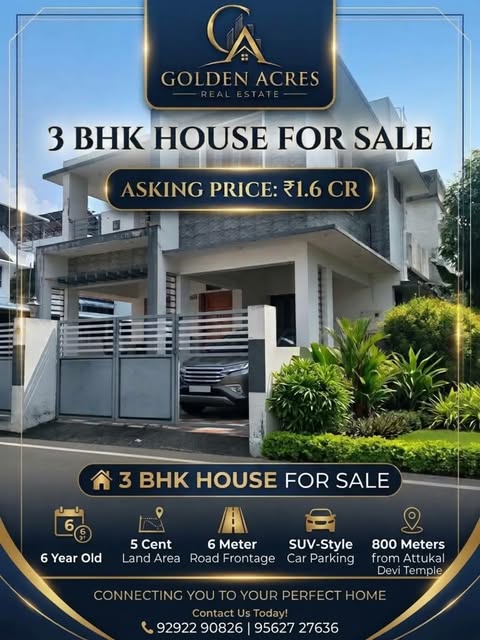 GOLDEN ACRES
REAL ESTATE
3 BHK HOUSE FOR SALE
ASKING PRICE: ₹1.6 CR
3 BHK HOUSE FOR SALE
6
6
6 Year Old
5 Cent
Land Area
6 Meter
Road Frontage
SUV-Style
Car Parking
800 Meters
from Attukal
Devi Temple
CONNECTING YOU TO YOUR PERFECT HOME
Contact Us Today!
92922 90826 | 95627 27636